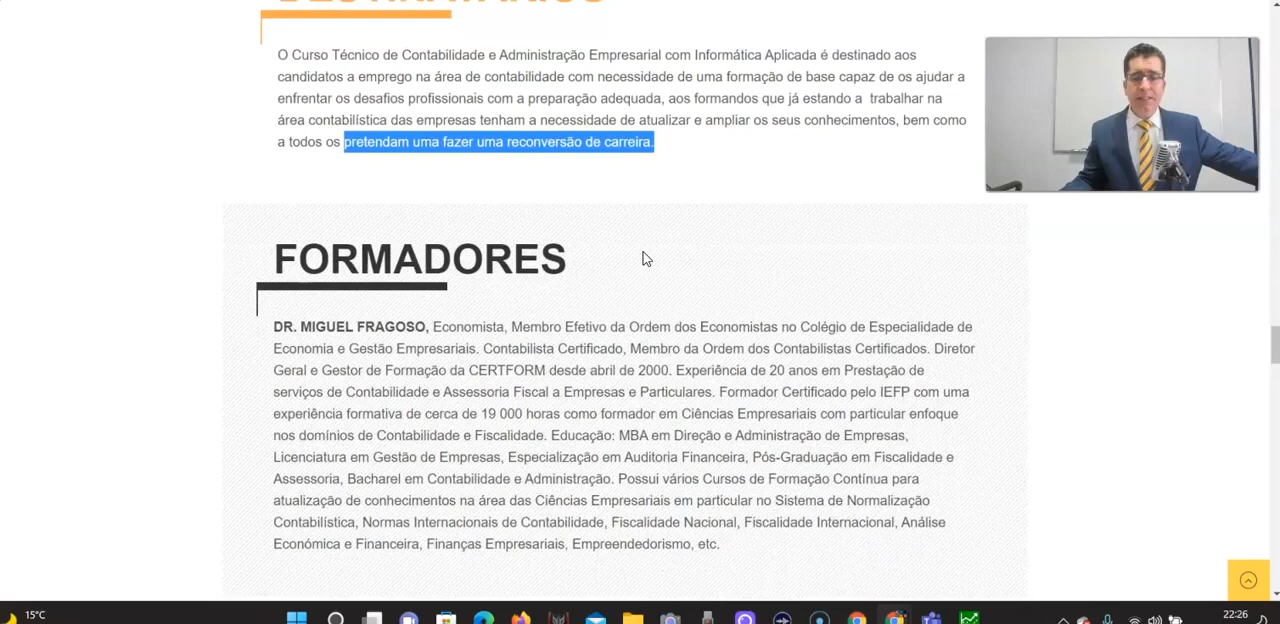 DESTINATÁRIOS
O Curso Técnico de Contabilidade e Administração Empresarial com Informática Aplicada é destinado aos
candidatos a emprego na área de contabilidade com necessidade de uma formação de base capaz de os ajudar a
enfrentar os desafios profissionais com a preparação adequada, aos formandos que já estando a  trabalhar na
área contabilística das empresas tenham a necessidade de atualizar e ampliar os seus conhecimentos, bem como
a todos os pretendam uma fazer uma reconversão de carreira.
FORMADORES
DR. MIGUEL FRAGOSO, Economista, Membro Efetivo da Ordem dos Economistas no Colégio de Especialidade de
Economia e Gestão Empresariais. Contabilista Certificado, Membro da Ordem dos Contabilistas Certificados. Diretor
Geral e Gestor de Formação da CERTFORM desde abril de 2000. Experiência de 20 anos em Prestação de
serviços de Contabilidade e Assessoria Fiscal a Empresas e Particulares. Formador Certificado pelo IEFP com uma
experiência formativa de cerca de 19 000 horas como formador em Ciências Empresariais com particular enfoque
nos domínios de Contabilidade e Fiscalidade. Educação: MBA em Direção e Administração de Empresas,
Licenciatura em Gestão de Empresas, Especialização em Auditoria Financeira, Pós-Graduação em Fiscalidade e
Assessoria, Bacharel em Contabilidade e Administração. Possui vários Cursos de Formação Contínua para
atualização de conhecimentos na área das Ciências Empresariais em particular no Sistema de Normalização
Contabilística, Normas Internacionais de Contabilidade, Fiscalidade Nacional, Fiscalidade Internacional, Análise
Económica e Financeira, Finanças Empresariais, Empreendedorismo, etc.
15°C
22:26